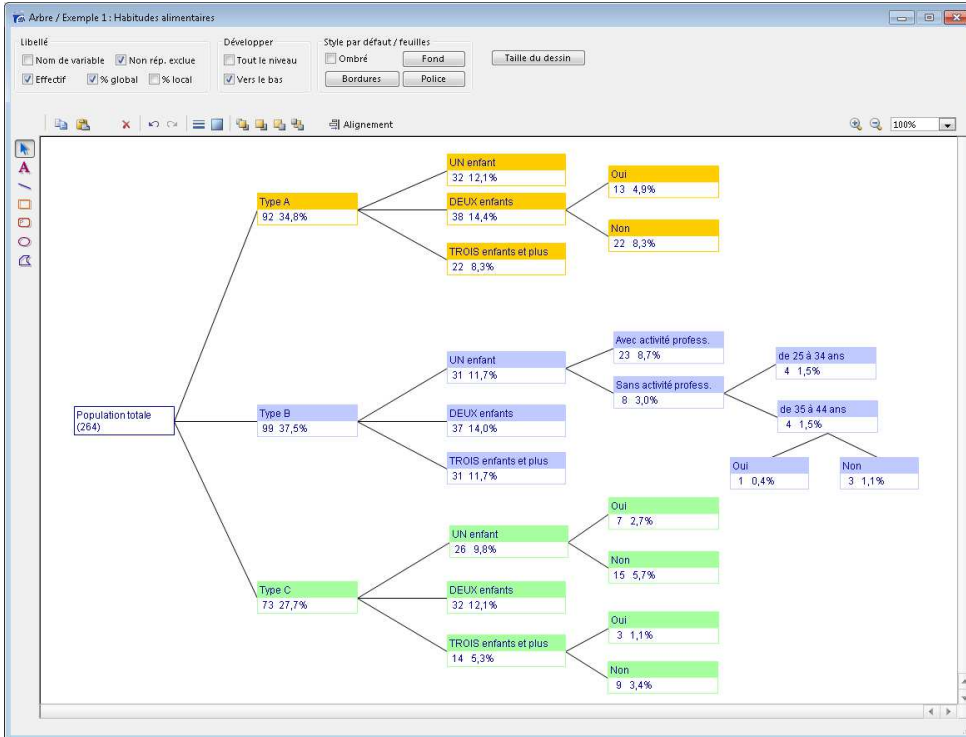 Arbre / Exemple 1 : Habitudes alimentaires
Libellé
Nom de variable
Non rép. exclue
Effectif
% global
% local
Développer
Tout le niveau
Vers le bas
Style par défaut / feuilles
Ombré
Fond
Bordures
Police
Taille du dessin
Alignement
100%
A
Population totale
(264)
Type A
92 34,8%
UN enfant
32 12,1%
DEUX enfants
38 14,4%
TROIS enfants et plus
22 8,3%
Oui
13 4,9%
Non
22 8,3%
Type B
99 37,5%
UN enfant
31 11,7%
DEUX enfants
37 14,0%
TROIS enfants et plus
31 11,7%
Avec activité profess.
23 8,7%
Sans activité profess.
8 3,0%
de 25 à 34 ans
4 1,5%
de 35 à 44 ans
4 1,5%
Oui
1 0,4%
Non
3 1,1%
Type C
73 27,7%
UN enfant
26 9,8%
DEUX enfants
32 12,1%
TROIS enfants et plus
14 5,3%
Oui
7 2,7%
Non
15 5,7%
Oui
3 1,1%
Non
9 3,4%